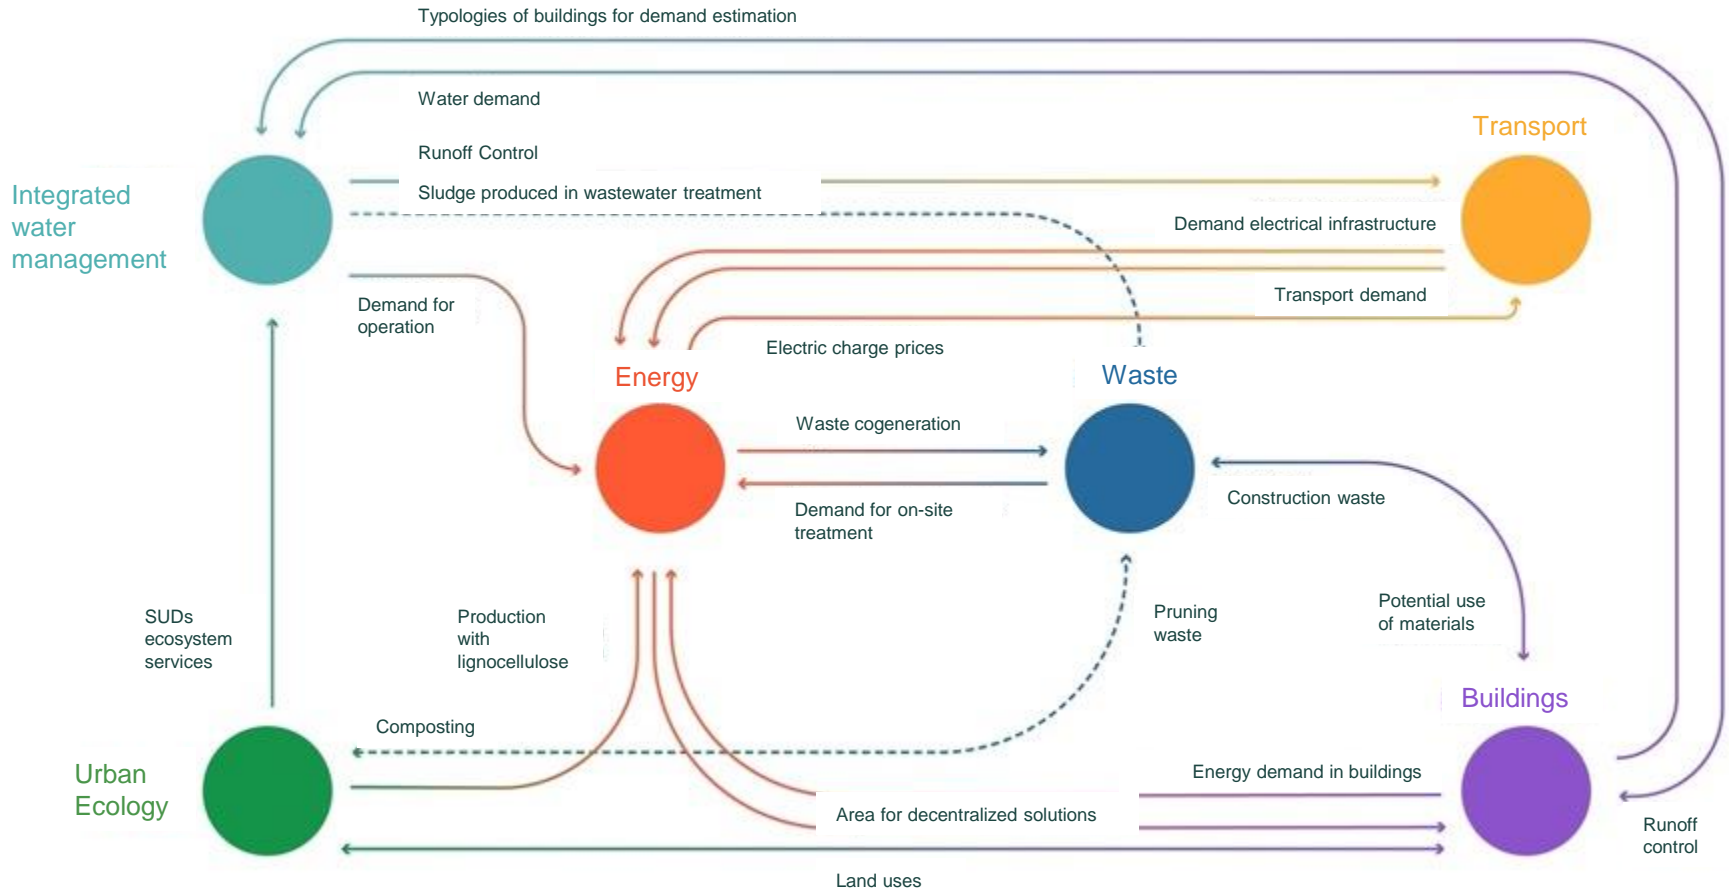 Typologies of buildings for demand estimation
Water demand
Transport
Runoff Control
Sludge produced in wastewater treatment
Integrated
water
management
Demand electrical infrastructure
Transport demand
Demand for
operation
Electric charge prices
Energy
Waste
Waste cogeneration
Construction waste
Demand for on-site
treatment
SUDs
ecosystem
services
Production
with
lignocellulose
Pruning
waste
Potential use
of materials
Buildings
Composting
Urban
Ecology
Energy demand in buildings
Area for decentralized solutions
Runoff
control
Land uses